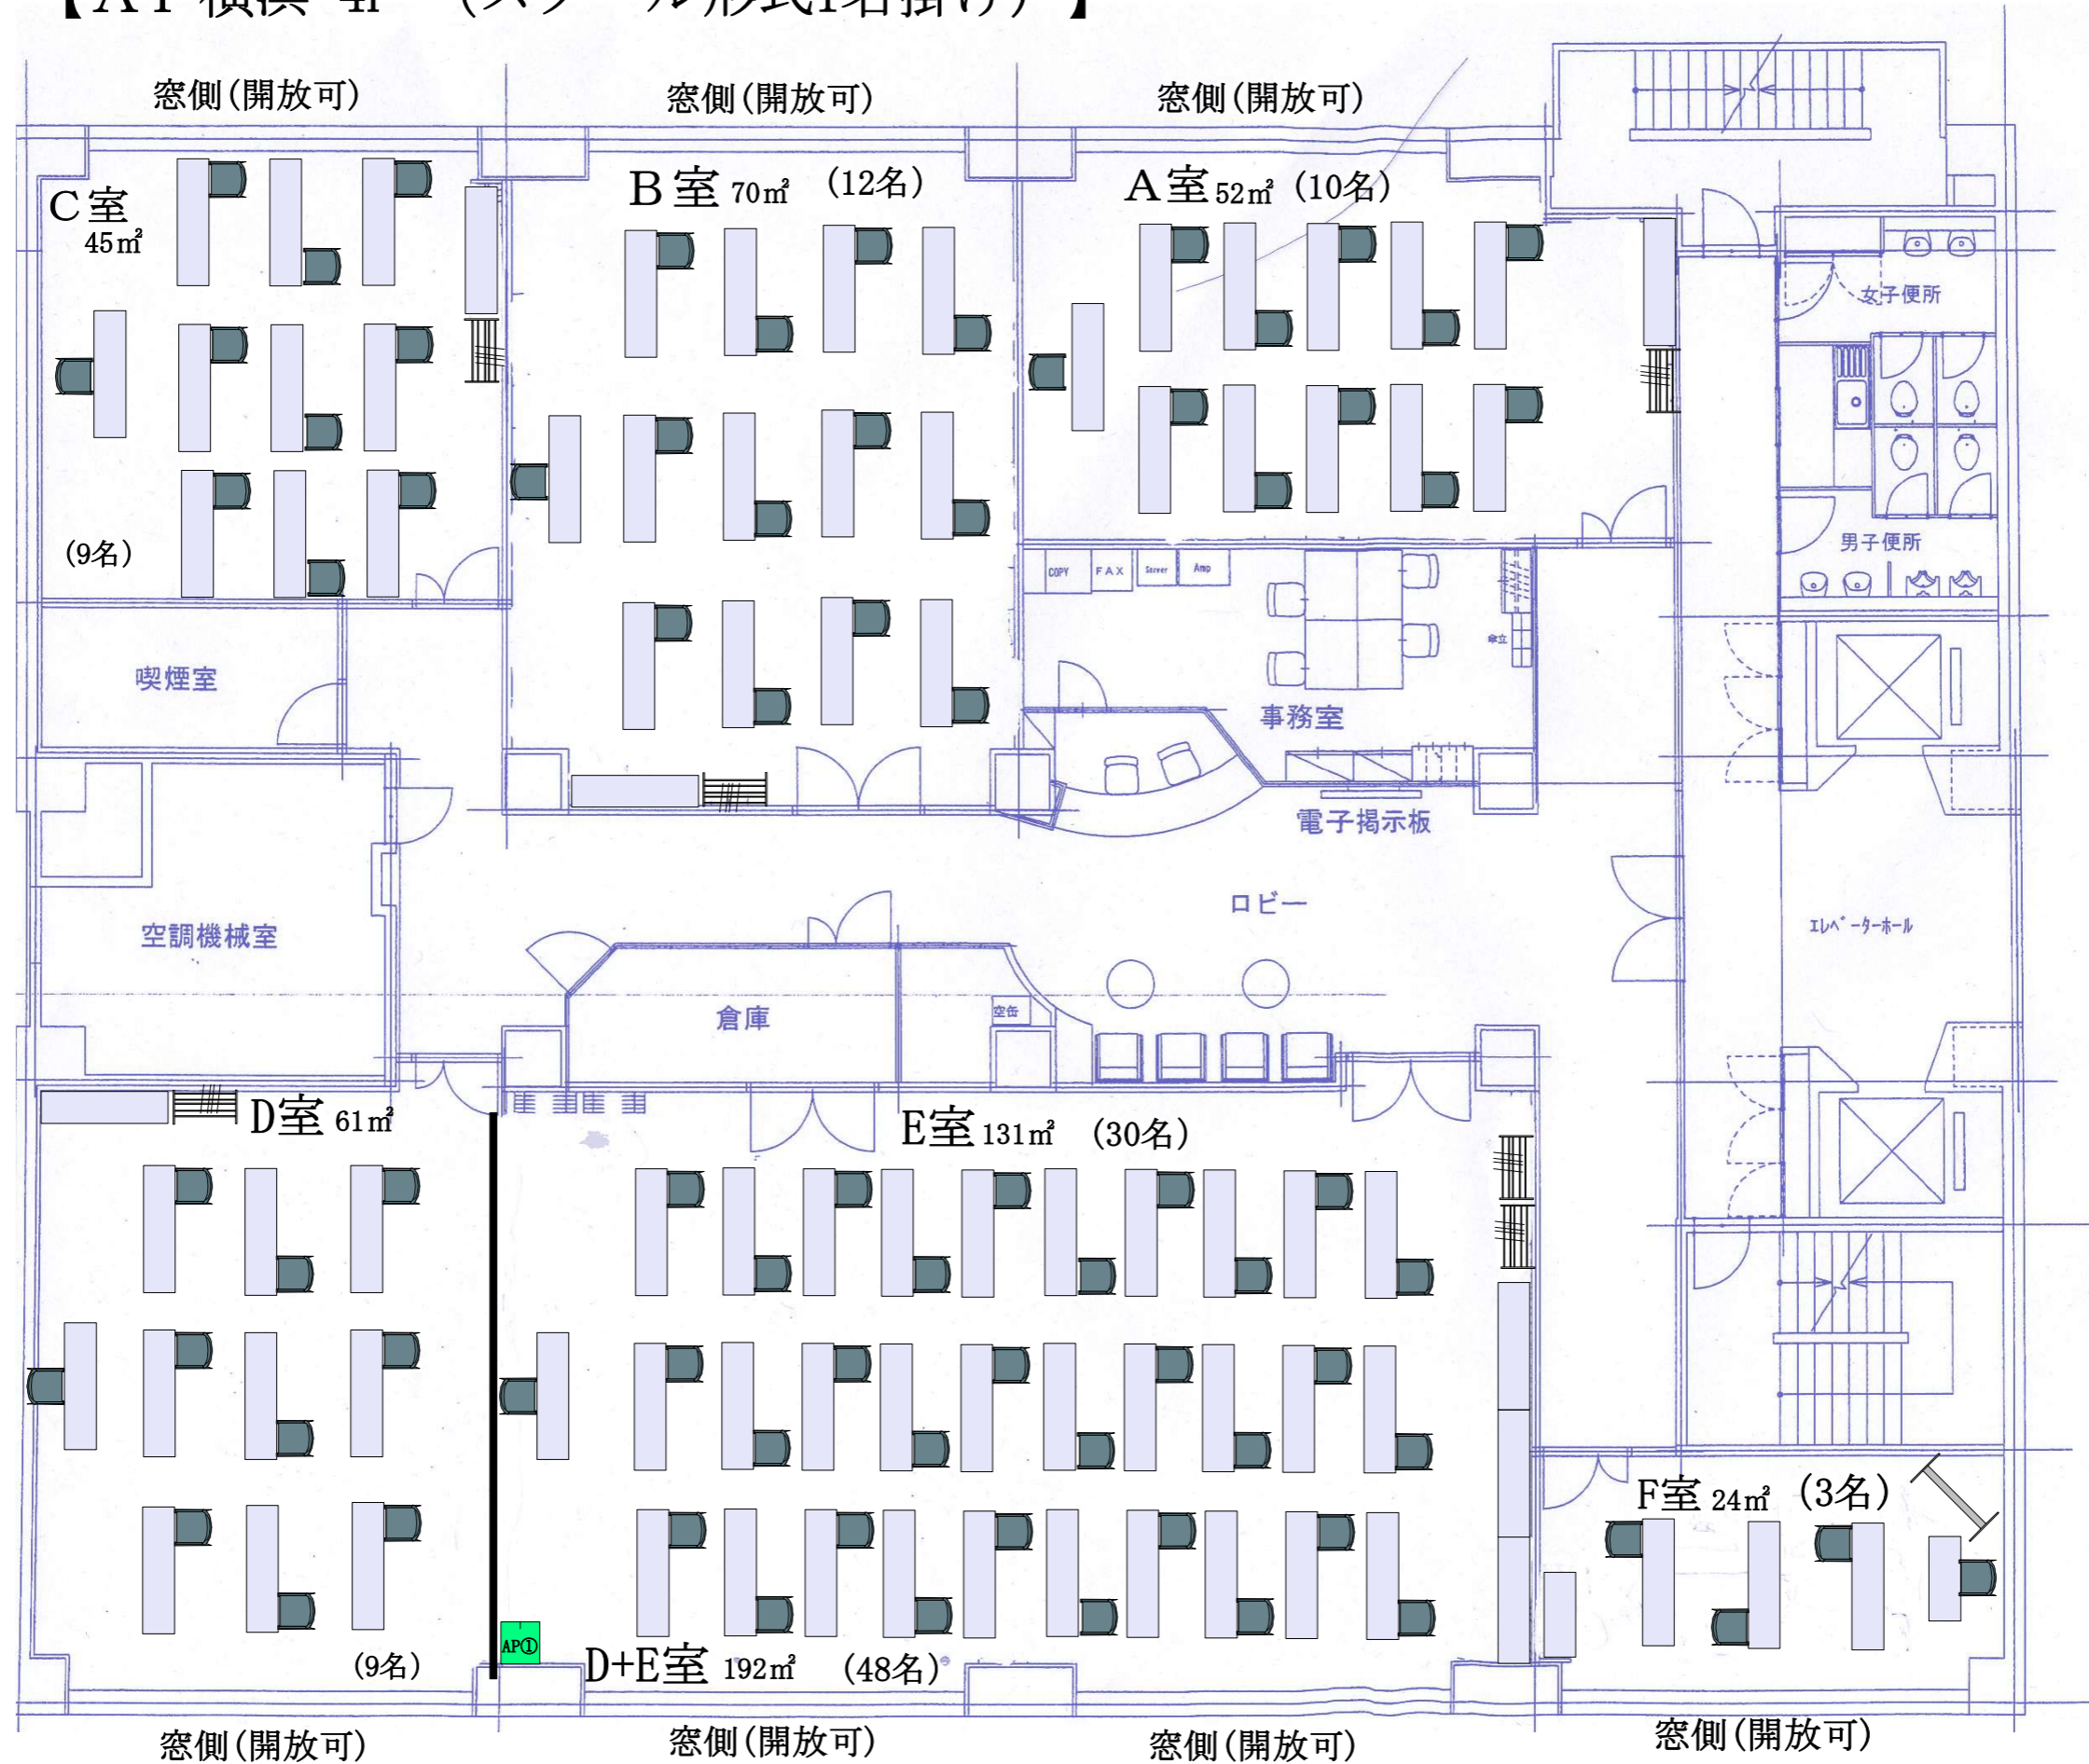 窓側(開放可)
窓側(開放可)
窓側(開放可)
C室
45㎡
(9名)
B室 70㎡ (12名)
A室 52㎡ (10名)
女子便所
男子便所
COPY
FAX
Server
Amp
傘立
事務室
電子掲示板
喫煙室
空調機械室
ロビー
エレベーターホール
倉庫
空缶
D室 61㎡
(9名)
E室 131㎡ (30名)
AP①
D+E室 192㎡ (48名)
F室 24㎡ (3名)
窓側(開放可)
窓側(開放可)
窓側(開放可)
窓側(開放可)